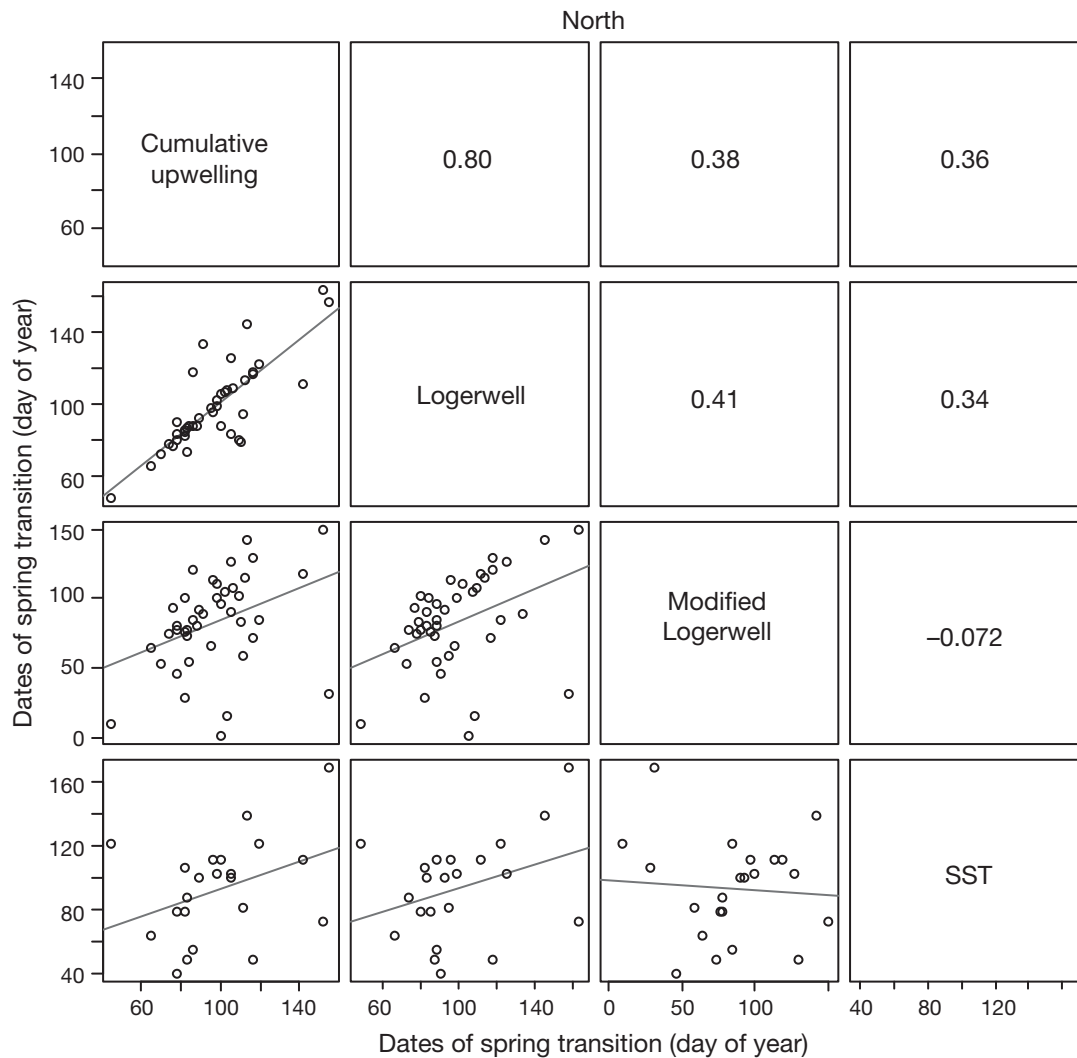 North
140
100
60
Cumulative
upwelling
0.80
0.38
0.36
140
100
60
Logerwell
0.41
0.34
150
100
50
0
Modified
Logerwell
–0.072
160
120
80
40
SST
60 100 140
60 100 140
0 50 100
40 80 120
Dates of spring transition (day of year)
Dates of spring transition (day of year)